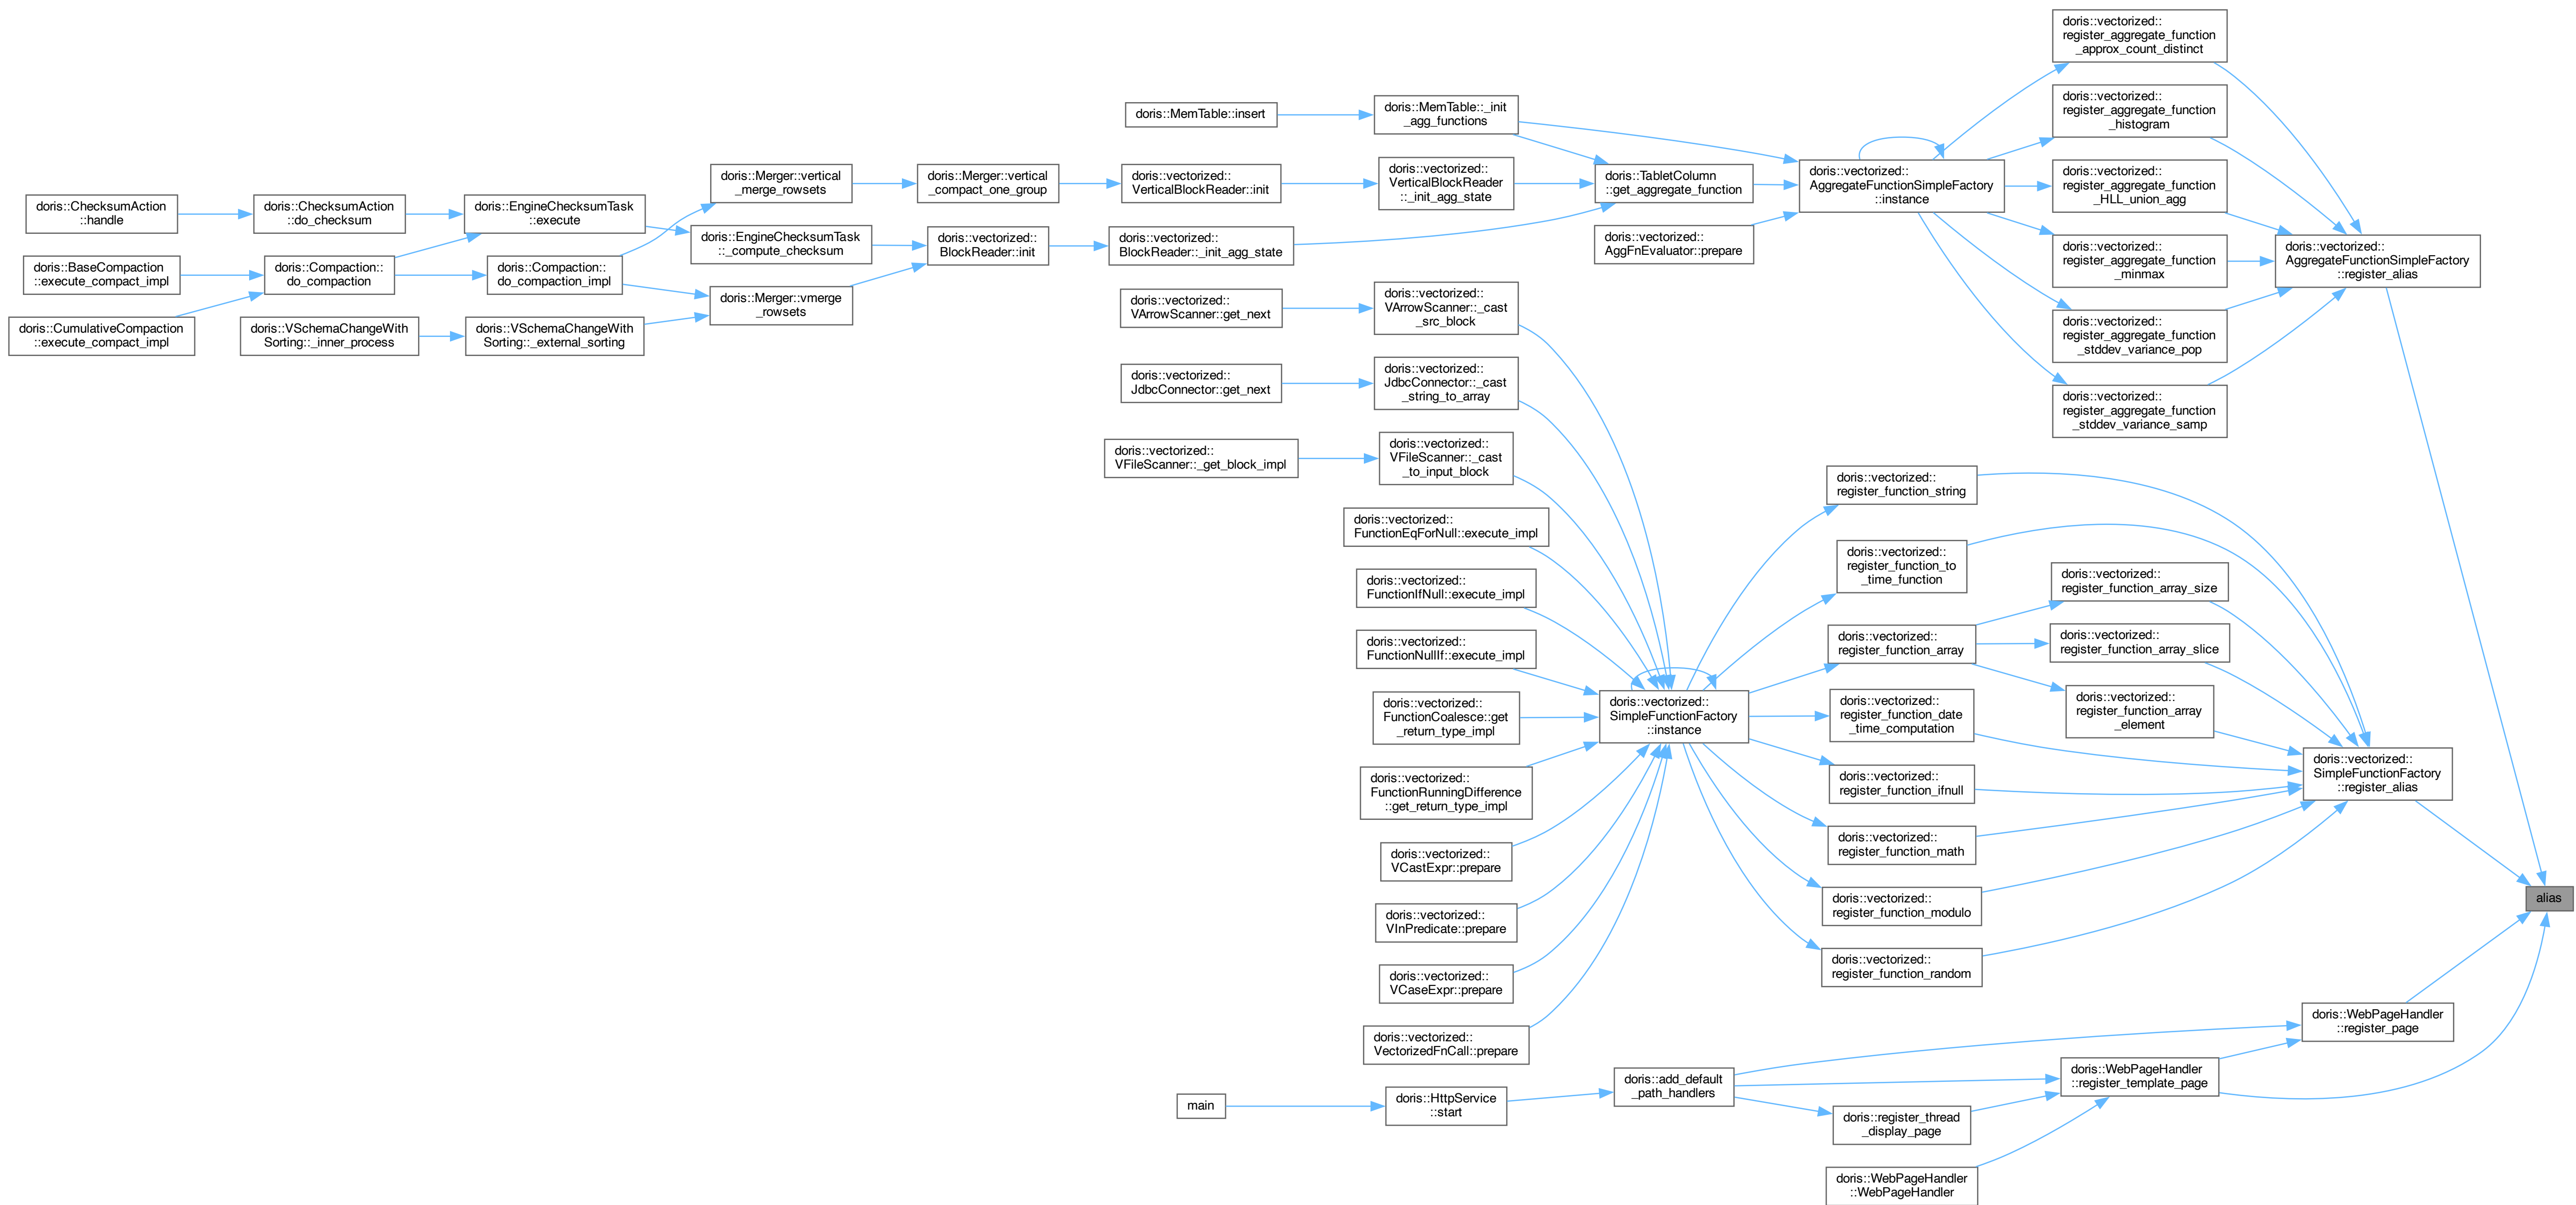 doris::vectorized::
register_aggregate_function
_approx_count_distinct
doris::vectorized::
register_aggregate_function
_histogram
doris::MemTable::_init
_agg_functions
doris::MemTable::insert
doris::vectorized::
VerticalBlockReader
::_init_agg_state
doris::vectorized::
VerticalBlockReader::init
doris::Merger::vertical
_compact_one_group
doris::Merger::vertical
_merge_rowsets
doris::TabletColumn
::get_aggregate_function
doris::vectorized::
AggregateFunctionSimpleFactory
::instance
doris::vectorized::
register_aggregate_function
_HLL_union_agg
doris::ChecksumAction
::handle
doris::ChecksumAction
::do_checksum
doris::EngineChecksumTask
::execute
doris::EngineChecksumTask
::_compute_checksum
doris::vectorized::
BlockReader::init
doris::vectorized::
BlockReader::_init_agg_state
doris::vectorized::
AggFnEvaluator::prepare
doris::vectorized::
register_aggregate_function
_minmax
doris::vectorized::
AggregateFunctionSimpleFactory
::register_alias
doris::BaseCompaction
::execute_compact_impl
doris::Compaction::
do_compaction
doris::Compaction::
do_compaction_impl
doris::Merger::vmerge
_rowsets
doris::vectorized::
VArrowScanner::get_next
doris::vectorized::
VArrowScanner::_cast
_src_block
doris::CumulativeCompaction
::execute_compact_impl
doris::VSchemaChangeWith
Sorting::_inner_process
doris::VSchemaChangeWith
Sorting::_external_sorting
doris::vectorized::
register_aggregate_function
_stddev_variance_pop
doris::vectorized::
JdbcConnector::get_next
doris::vectorized::
JdbcConnector::_cast
_string_to_array
doris::vectorized::
register_aggregate_function
_stddev_variance_samp
doris::vectorized::
VFileScanner::_get_block_impl
doris::vectorized::
VFileScanner::_cast
_to_input_block
doris::vectorized::
register_function_string
doris::vectorized::
FunctionEqForNull::execute_impl
doris::vectorized::
register_function_to
_time_function
doris::vectorized::
FunctionIfNull::execute_impl
doris::vectorized::
register_function_array_size
doris::vectorized::
FunctionNullIf::execute_impl
doris::vectorized::
register_function_array
doris::vectorized::
register_function_array_slice
doris::vectorized::
FunctionCoalesce::get
_return_type_impl
doris::vectorized::
SimpleFunctionFactory
::instance
doris::vectorized::
register_function_date
_time_computation
doris::vectorized::
register_function_array
_element
doris::vectorized::
FunctionRunningDifference
::get_return_type_impl
doris::vectorized::
register_function_ifnull
doris::vectorized::
SimpleFunctionFactory
::register_alias
doris::vectorized::
VCastExpr::prepare
doris::vectorized::
register_function_math
doris::vectorized::
VInPredicate::prepare
doris::vectorized::
register_function_modulo
alias
doris::vectorized::
VCaseExpr::prepare
doris::vectorized::
register_function_random
doris::vectorized::
VectorizedFnCall::prepare
doris::WebPageHandler
::register_page
main
doris::HttpService
::start
doris::add_default
_path_handlers
doris::WebPageHandler
::register_template_page
doris::register_thread
_display_page
doris::WebPageHandler
::WebPageHandler